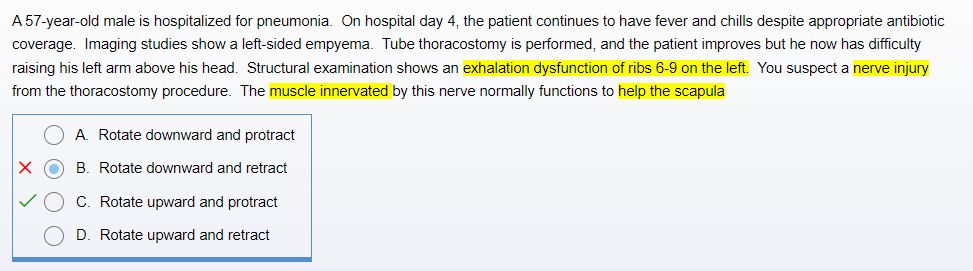 A 57-year-old male is hospitalized for pneumonia. On hospital day 4, the patient continues to have fever and chills despite appropriate antibiotic
coverage. Imaging studies show a left-sided empyema. Tube thoracostomy is performed, and the patient improves but he now has difficulty
raising his left arm above his head. Structural examination shows an exhalation dysfunction of ribs 6-9 on the left. You suspect a nerve injury
from the thoracostomy procedure. The muscle innervated by this nerve normally functions to help the scapula
A. Rotate downward and protract
B. Rotate downward and retract
C. Rotate upward and protract
D. Rotate upward and retract